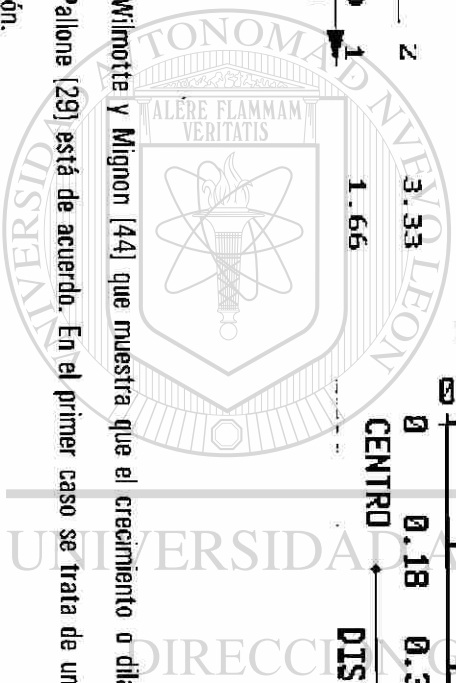 0
2 3.33
0 0.18 0.3
CENTRO
1 1.66
DIS
Wilmotte y Mignon [44] que muestra que el crecimiento o dila
Pallone [29] está de acuerdo. En el primer caso se trata de un
ón.
ALERE FLAMMAM
VERITATIS
UNIVERSIDAD
DIRECCIÓN G